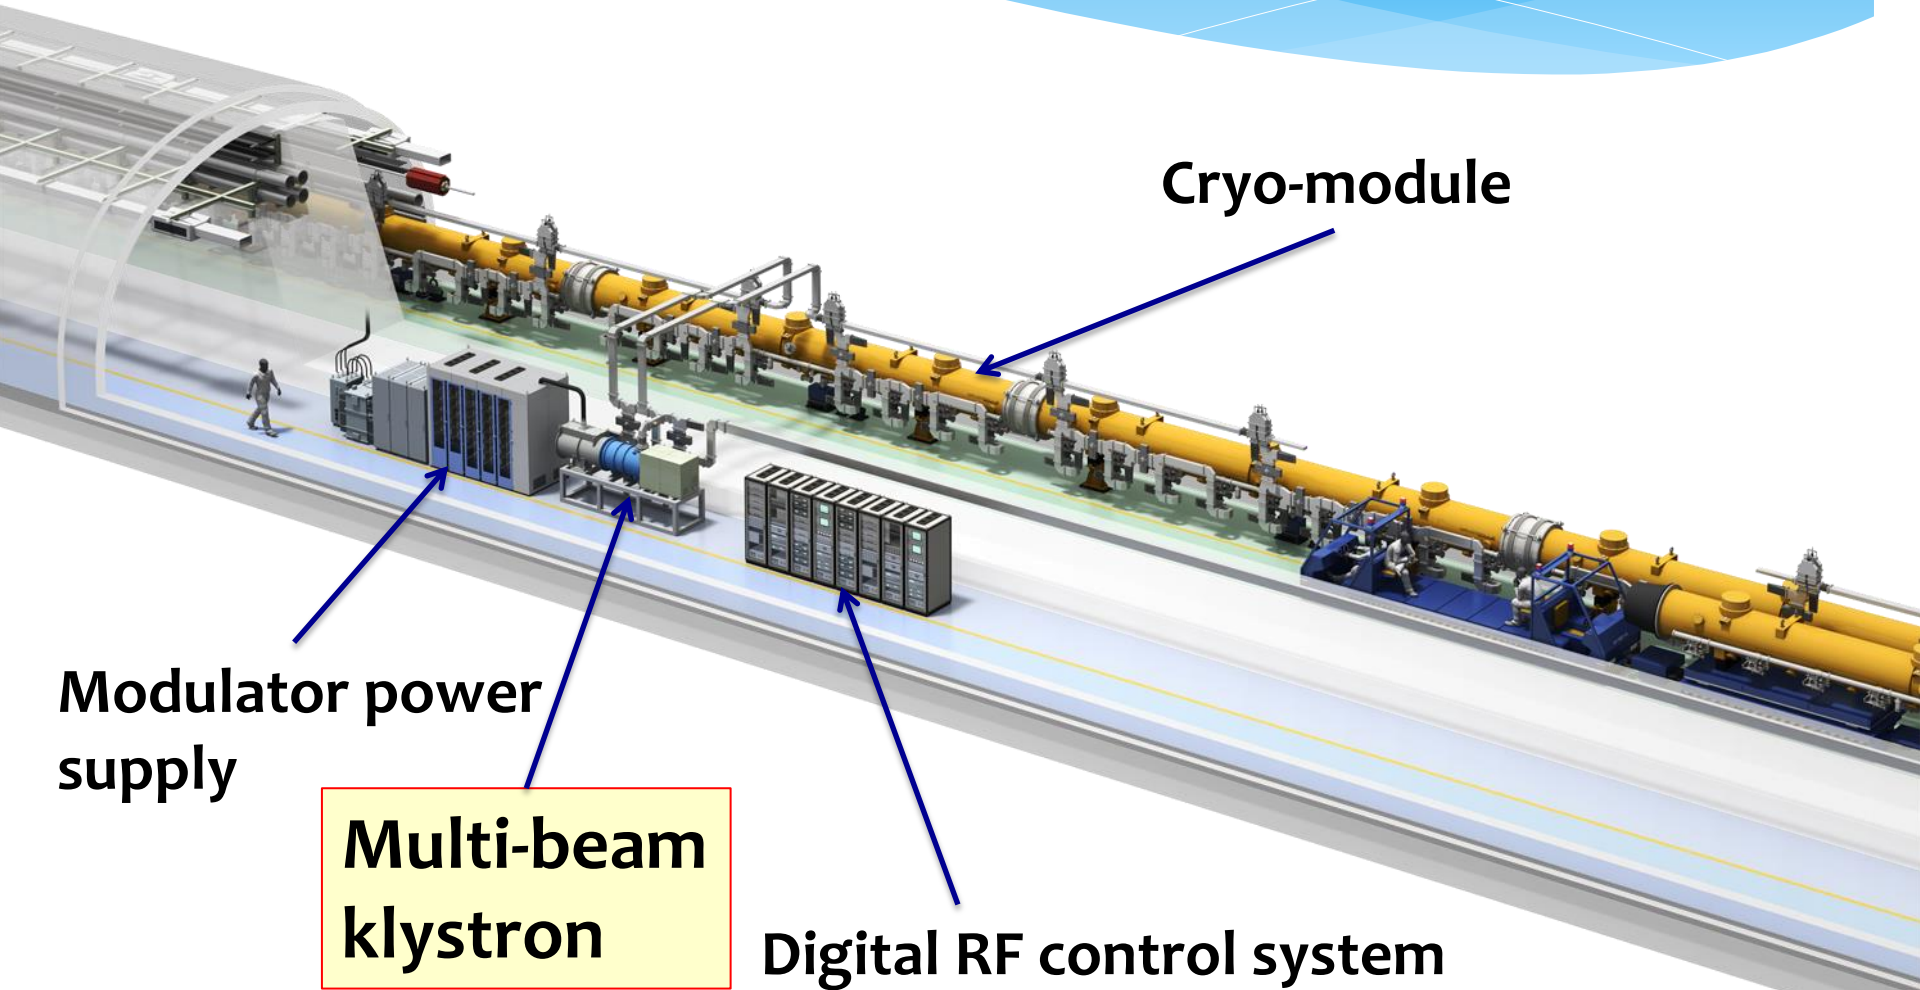 Cryo-module
Modulator power
supply
Multi-beam
klystron
Digital RF control system